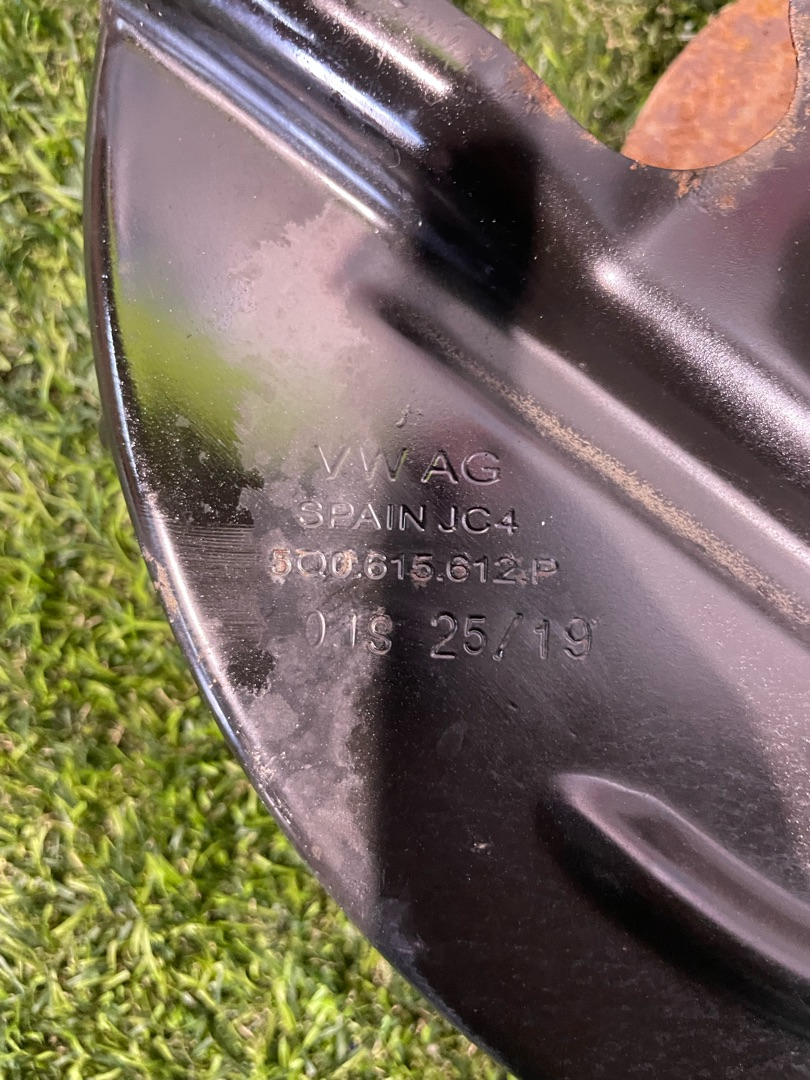 VW AG
SPAIN JC4
5Q0.615.612.P
01S 25/19